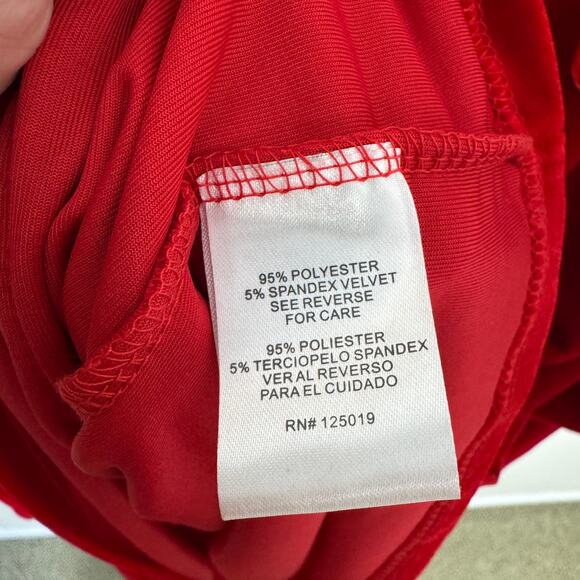 95% POLYESTER
5% SPANDEX VELVET
SEE REVERSE
FOR CARE
95% POLIESTER
5% TERCIOPELO SPANDEX
VER AL REVERSO
PARA EL CUIDADO
RN# 125019